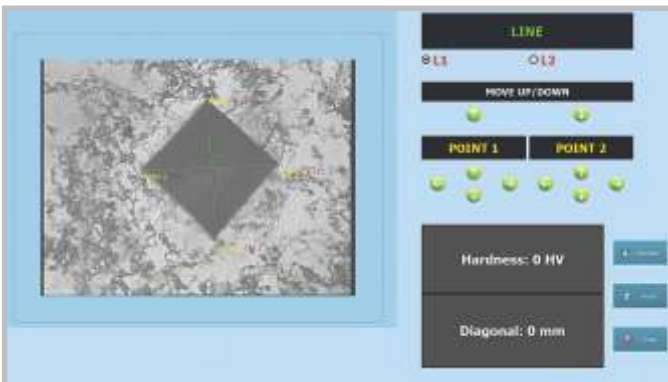 LINE
L1
L2
MOVE UP/DOWN
POINT 1
POINT 2
Hardness: 0 HV
Diagonal: 0 mm